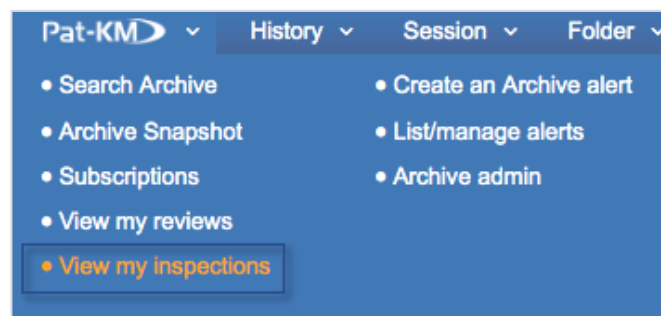 Pat-KM History Session Folder
• Search Archive
• Archive Snapshot
• Subscriptions
• View my reviews
• View my inspections
• Create an Archive alert
• List/manage alerts
• Archive admin